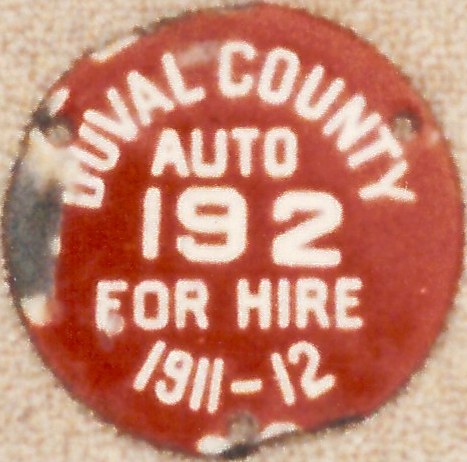 DUVAL COUNTY
AUTO
192
FOR HIRE
1911-12